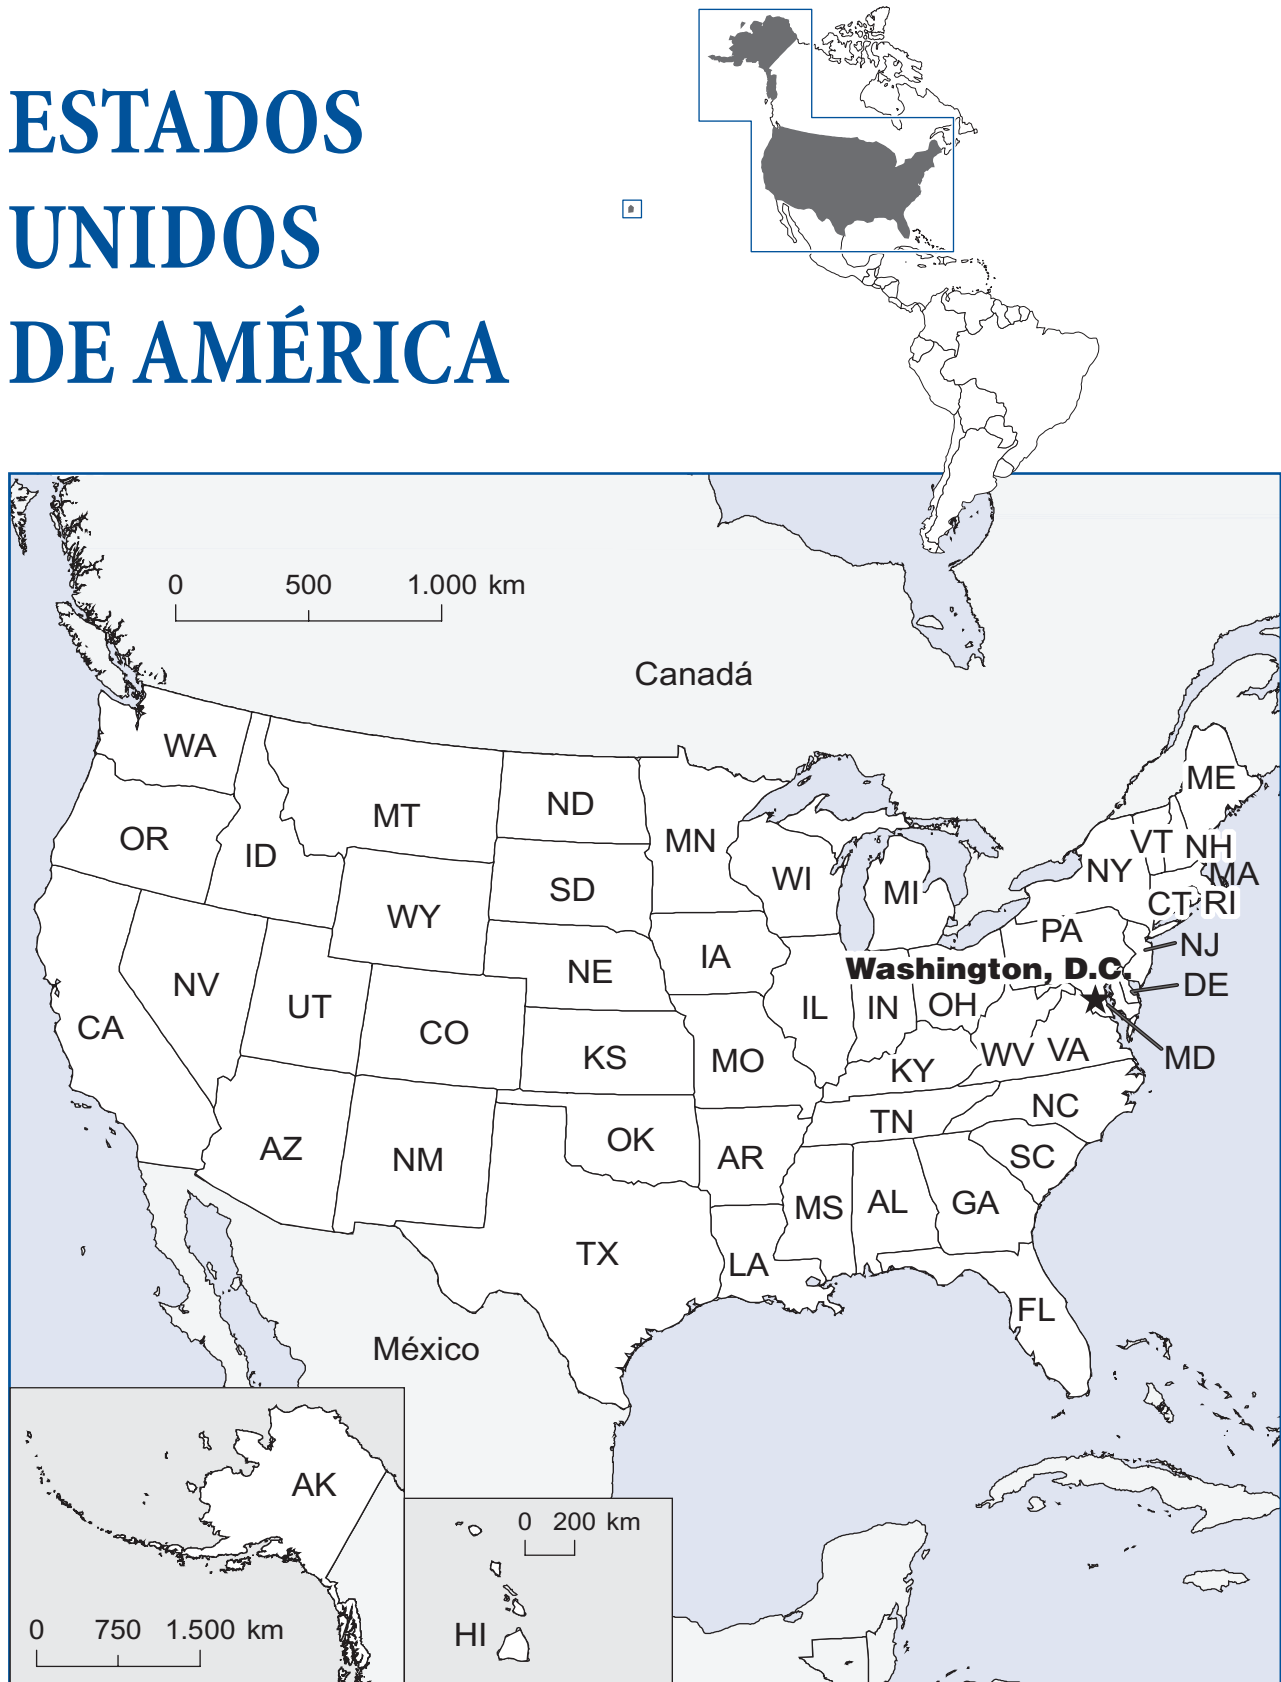 ESTADOS
UNIDOS
DE AMÉRICA
0 500 1.000 km
Canadá
WA
MT
ND
MN
ME
OR
ID
SD
WI
MI
NY
VT
NH
MA
WY
CT
RI
PA
NJ
IA
NE
Washington, D.C.
DE
NV
UT
CO
IL
IN
OH
CA
KS
MO
KY
WV
VA
MD
TN
NC
AZ
NM
OK
AR
SC
MS
AL
GA
TX
LA
FL
México
AK
0 200 km
HI
0 750 1.500 km